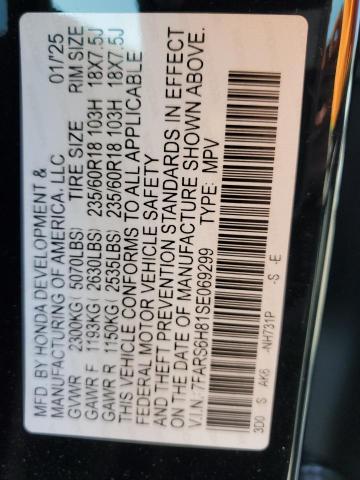 MFD BY HONDA DEVELOPMENT &
MANUFACTURING OF AMERICA, LLC 01/'25
GVWR 2300KG 5070LBS) TIRE SIZE RIM SIZE
GAWR F 1193KG ( 2630LBS) 235/60R18 103H 18X7.5J
GAWR R 1150KG ( 2535LBS) 235/60R18 103H 18X7.5J
THIS VEHICLE CONFORMS TO ALL APPLICABLE
FEDERAL MOTOR VEHICLE SAFETY
AND THEFT PREVENTION STANDARDS IN EFFECT
ON THE DATE OF MANUFACTURE SHOWN ABOVE.
V.I.N.:7FARS6H81SE069299 TYPE: MPV
3D0 S AK6 -NH731P -S -E